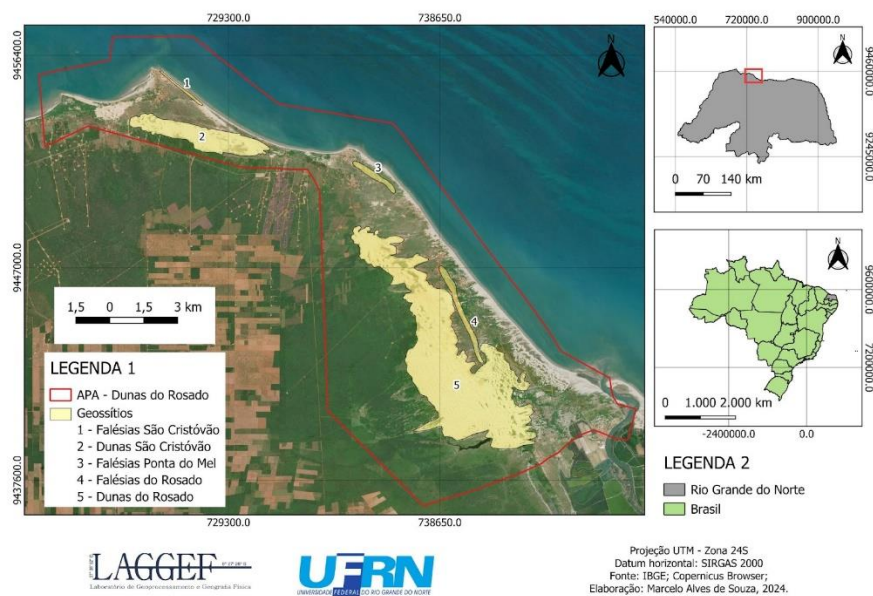 729300.0
738650.0
9456400.0
9447000.0
9437600.0
N
1
2
3
4
5
1,5 0 1,5 3 km
LEGENDA 1
APA - Dunas do Rosado
Geossítios
1 - Falésias São Cristóvão
2 - Dunas São Cristóvão
3 - Falésias Ponta do Mel
4 - Falésias do Rosado
5 - Dunas do Rosado
729300.0
738650.0
540000.0 720000.0 900000.0
N
9460000.0
9245000.0
0 70 140 km
N
9600000.0
7200000.0
0 1.000 2.000 km
-2400000.0 0.0
LEGENDA 2
Rio Grande do Norte
Brasil
LAGGEF
Laboratório de Geoprocessamento e Geografia Física
UFRN
UNIVERSIDADE FEDERAL DO RIO GRANDE DO NORTE
Projeção UTM - Zona 24S
Datum horizontal: SIRGAS 2000
Fonte: IBGE; Copernicus Browser;
Elaboração: Marcelo Alves de Souza, 2024.